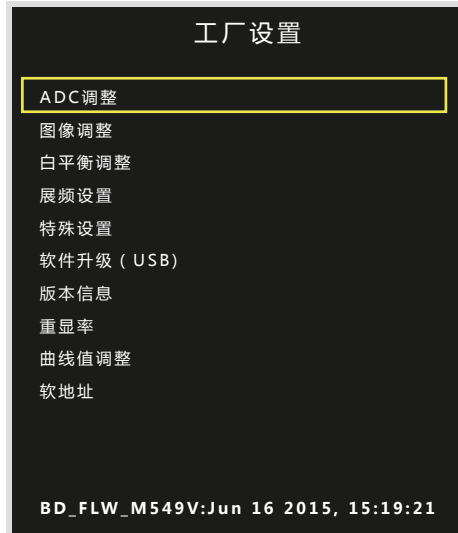 工厂设置
ADC调整
图像调整
白平衡调整
展频设置
特殊设置
软件升级（USB)
版本信息
重显率
曲线值调整
软地址
BD_FLW_M549V:Jun 16 2015, 15:19:21